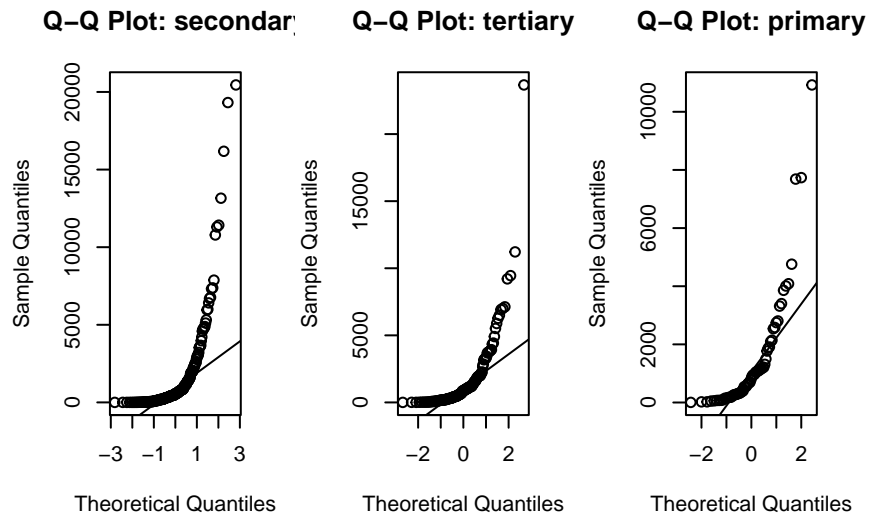 Q−Q Plot: secondary
Sample Quantiles
20000
15000
10000
5000
0
−3 −1 1 3
Theoretical Quantiles
Q−Q Plot: tertiary
Sample Quantiles
15000
5000
0
−2 0 2
Theoretical Quantiles
Q−Q Plot: primary
Sample Quantiles
10000
6000
2000
0
−2 0 2
Theoretical Quantiles